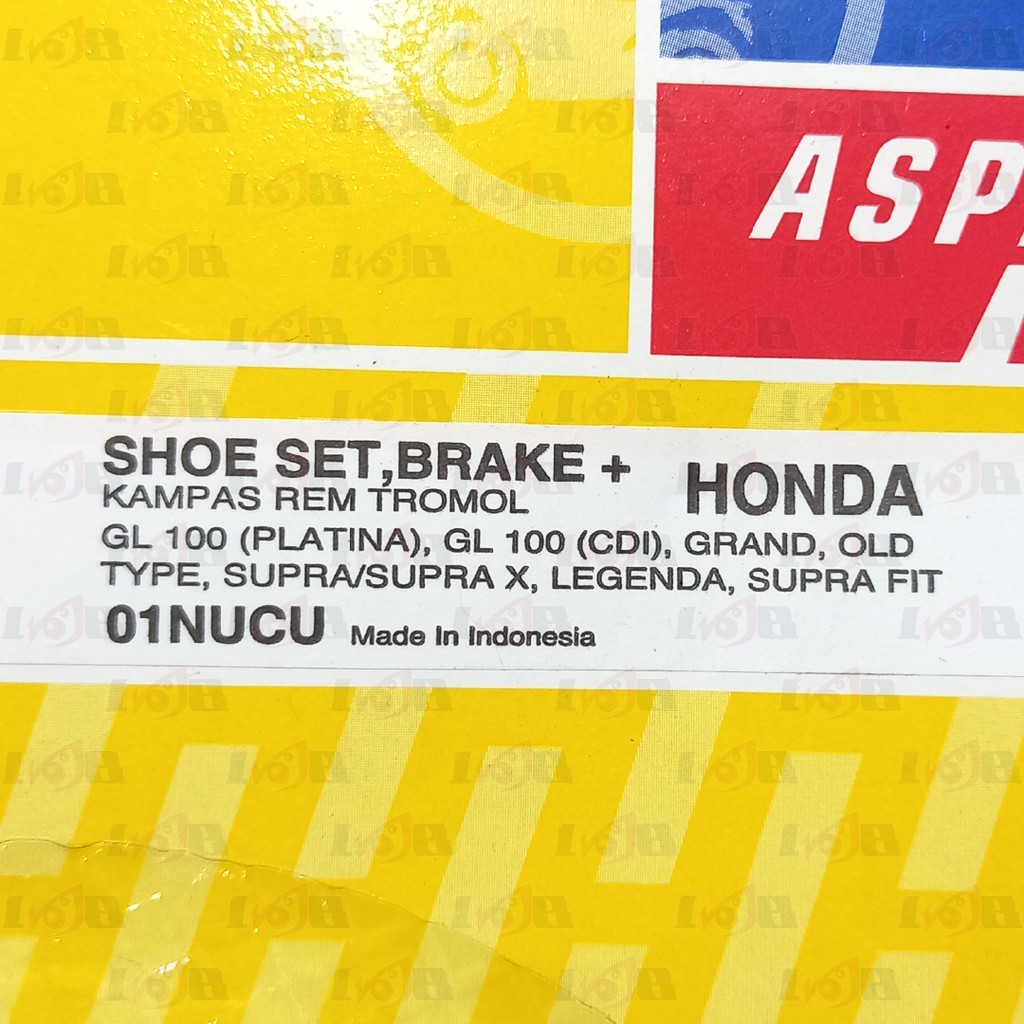 ASP
SHOE SET,BRAKE + HONDA
KAMPAS REM TROMOL
GL 100 (PLATINA), GL 100 (CDI), GRAND, OLD
TYPE, SUPRA/SUPRA X, LEGENDA, SUPRA FIT
01NUCU Made In Indonesia